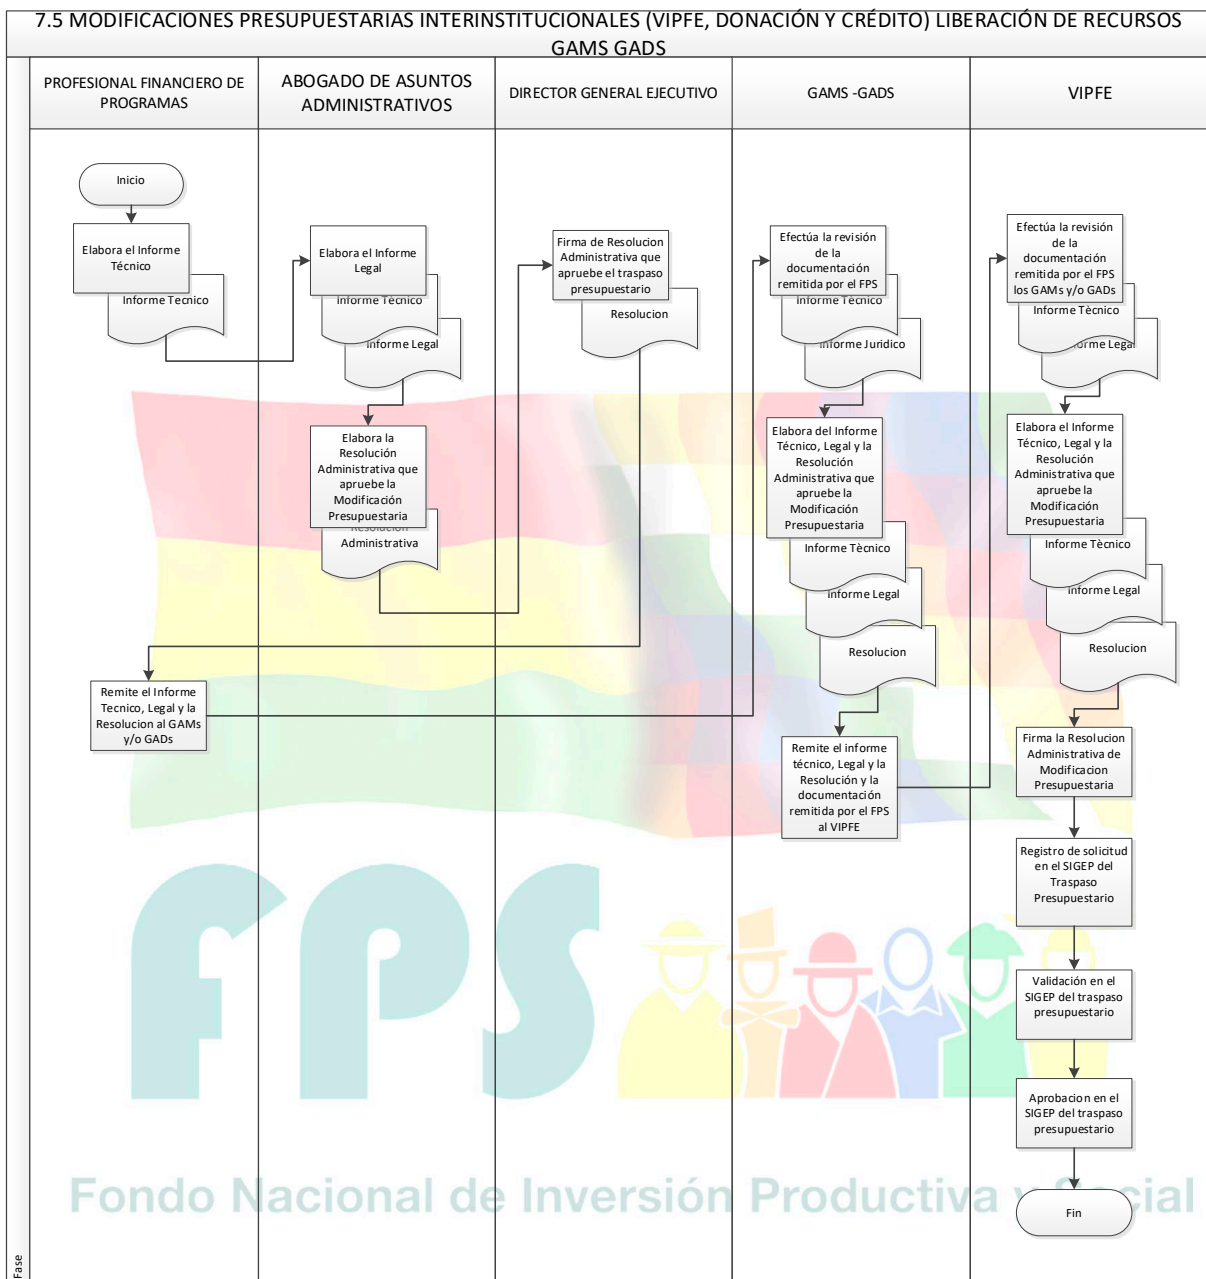 7.5 MODIFICACIONES PRESUPUESTARIAS INTERINSTITUCIONALES (VIPFE, DONACIÓN Y CRÉDITO) LIBERACIÓN DE RECURSOS
GAMS GADS
PROFESIONAL FINANCIERO DE
PROGRAMAS
ABOGADO DE ASUNTOS
ADMINISTRATIVOS
DIRECTOR GENERAL EJECUTIVO
GAMS -GADS
VIPFE
Inicio
Elabora el Informe
Técnico
Informe Tecnico
Elabora el Informe
Legal
Informe Técnico
Informe Legal
Elabora la
Resolución
Administrativa que
apruebe la
Modificación
Presupuestaria
Resolucion
Administrativa
Firma de Resolucion
Administrativa que
apruebe el traspaso
presupuestario
Resolucion
Remite el Informe
Tecnico, Legal y la
Resolucion al GAMs
y/o GADs
Efectúa la revisión
de la
documentación
remitida por el FPS
Informe Técnico
Informe Juridico
Elabora del Informe
Técnico, Legal y la
Resolución
Administrativa que
apruebe la
Modificación
Presupuestaria
Informe Tècnico
Informe Legal
Resolucion
Remite el informe
técnico, Legal y la
Resolución y la
documentación
remitida por el FPS
al VIPFE
Efectúa la revisión
de la
documentación
remitida por el FPS
los GAMs y/o GADs
Informe Tècnico
Informe Legal
Elabora el Informe
Técnico, Legal y la
Resolución
Administrativa que
apruebe la
Modificación
Presupuestaria
Informe Tècnico
Informe Legal
Resolucion
Firma la Resolucion
Administrativa de
Modificacion
Presupuestaria
Registro de solicitud
en el SIGEP del
Traspaso
Presupuestario
Validación en el
SIGEP del traspaso
presupuestario
Aprobacion en el
SIGEP del traspaso
presupuestario
Fin
FPS
Fondo Nacional de Inversión Productiva y Social
Fase